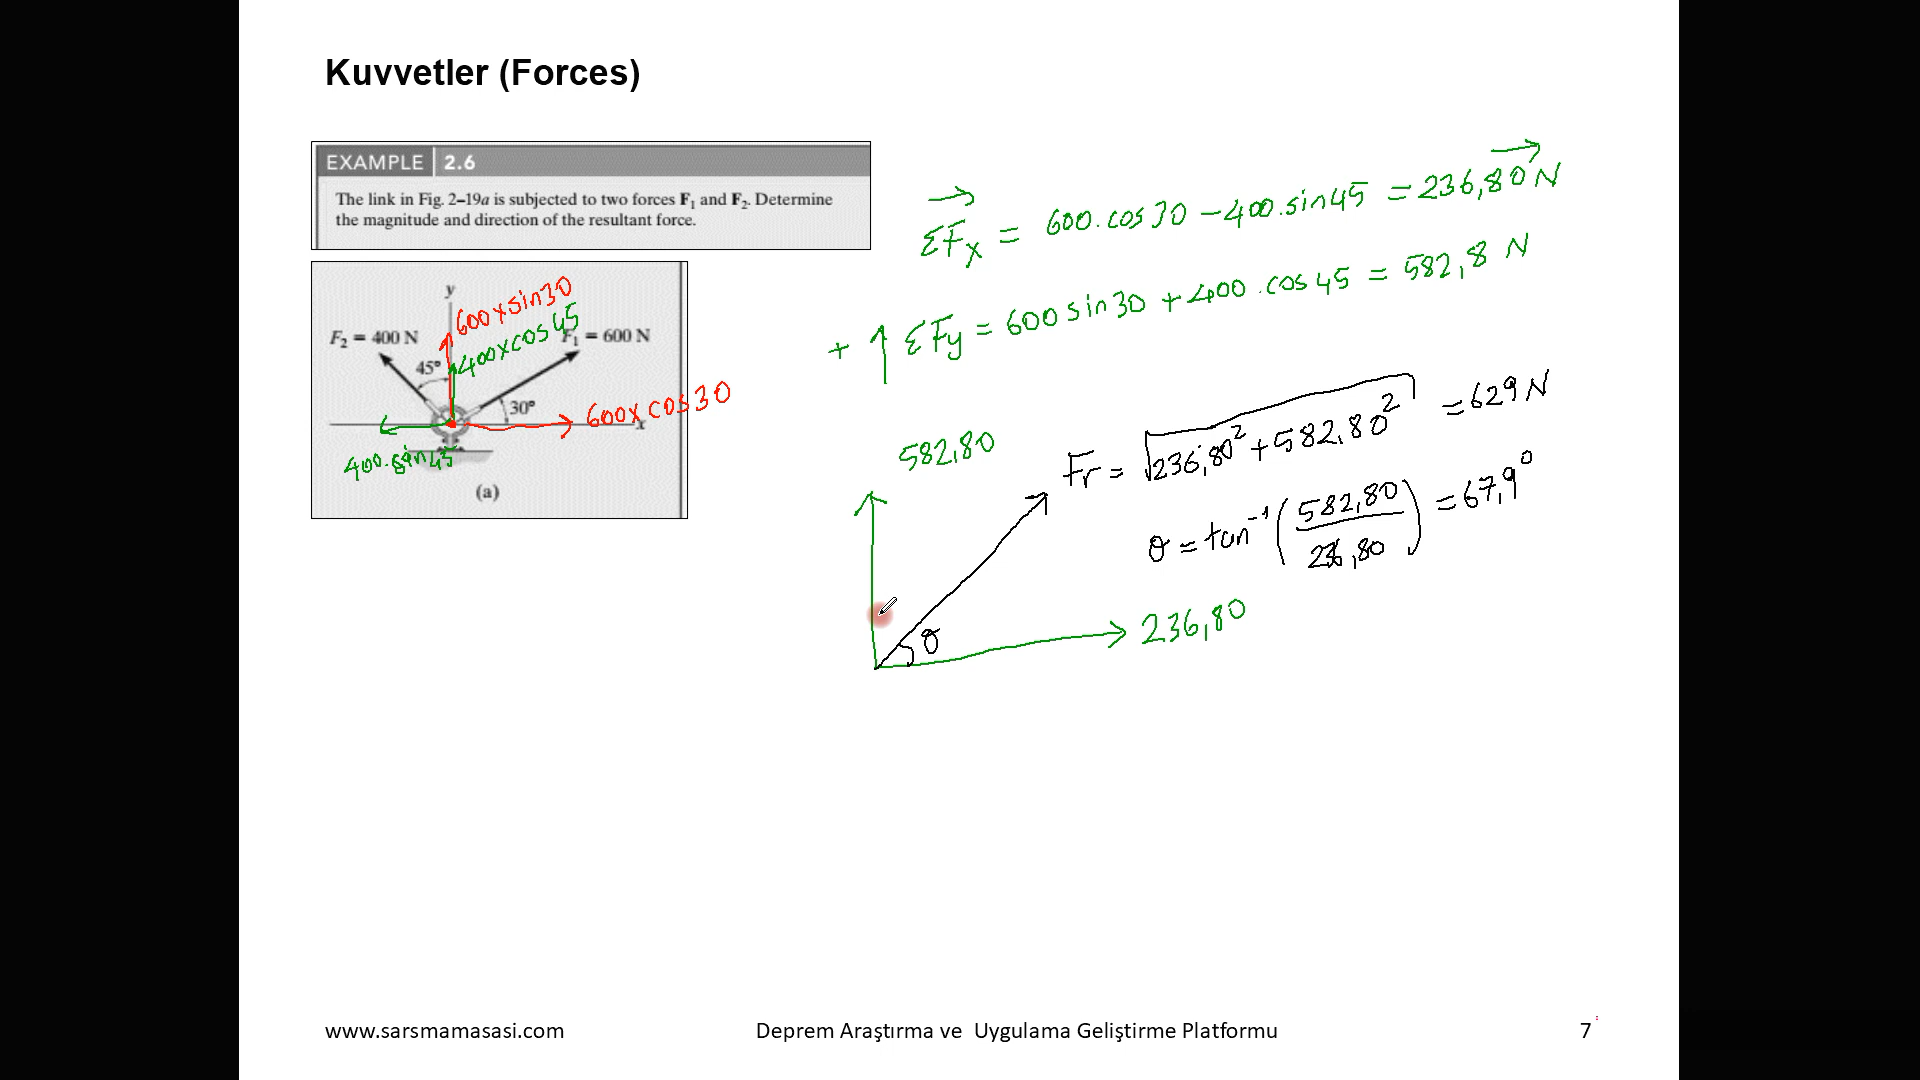 Kuvvetler (Forces)
EXAMPLE 2.6
The link in Fig. 2–19a is subjected to two forces F₁ and F₂. Determine
the magnitude and direction of the resultant force.
y
600xsin30
400xcos45
F₂ = 400 N
F₁ = 600 N
45°
30°
600xcos30
x
400.sin45
(a)
ΣFx = 600.cos30 - 400.sin45 = 236,80 N
+ ΣFy = 600 sin30 + 400.cos45 = 582,8 N
582,80
Fr = √236,80² + 582,80² = 629 N
θ = tan⁻¹ (582,80 / 236,80) = 67,9°
θ
236,80
www.sarsmamasasi.com
Deprem Araştırma ve Uygulama Geliştirme Platformu
7